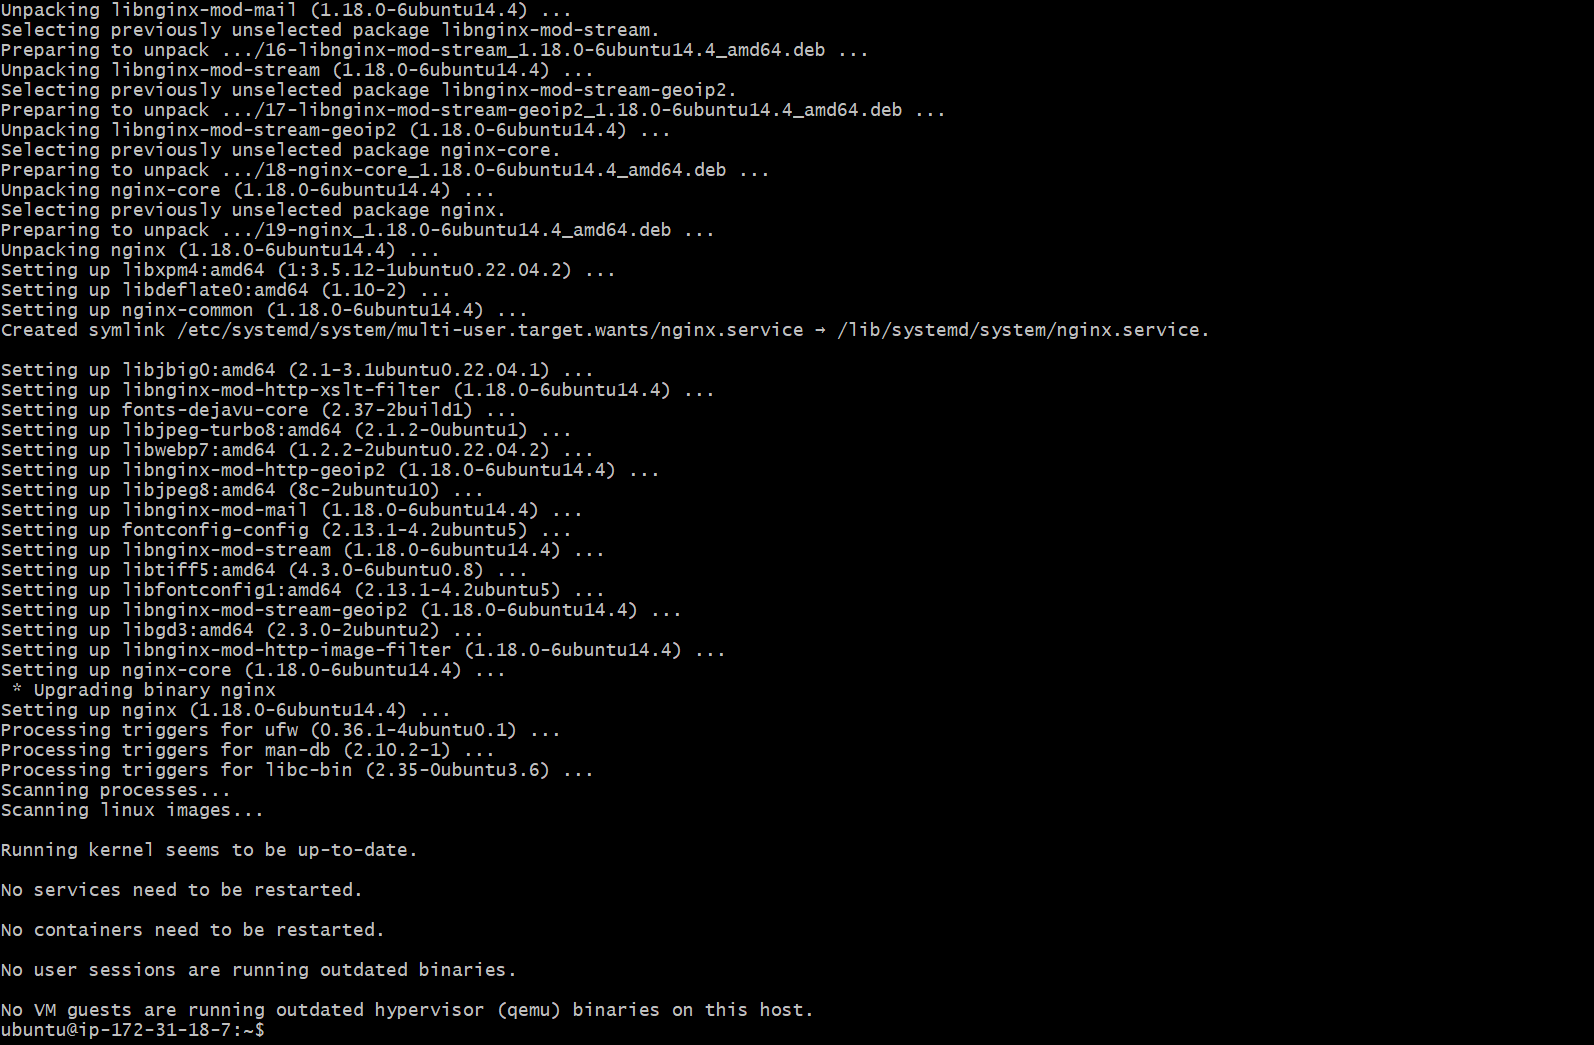 Unpacking libnginx-mod-mail (1.18.0-6ubuntu14.4) ...
Selecting previously unselected package libnginx-mod-stream.
Preparing to unpack .../16-libnginx-mod-stream_1.18.0-6ubuntu14.4_amd64.deb ...
Unpacking libnginx-mod-stream (1.18.0-6ubuntu14.4) ...
Selecting previously unselected package libnginx-mod-stream-geoip2.
Preparing to unpack .../17-libnginx-mod-stream-geoip2_1.18.0-6ubuntu14.4_amd64.deb ...
Unpacking libnginx-mod-stream-geoip2 (1.18.0-6ubuntu14.4) ...
Selecting previously unselected package nginx-core.
Preparing to unpack .../18-nginx-core_1.18.0-6ubuntu14.4_amd64.deb ...
Unpacking nginx-core (1.18.0-6ubuntu14.4) ...
Selecting previously unselected package nginx.
Preparing to unpack .../19-nginx_1.18.0-6ubuntu14.4_amd64.deb ...
Unpacking nginx (1.18.0-6ubuntu14.4) ...
Setting up libxpm4:amd64 (1:3.5.12-1ubuntu0.22.04.2) ...
Setting up libdeflate0:amd64 (1.10-2) ...
Setting up nginx-common (1.18.0-6ubuntu14.4) ...
Created symlink /etc/systemd/system/multi-user.target.wants/nginx.service → /lib/systemd/system/nginx.service.
Setting up libjbig0:amd64 (2.1-3.1ubuntu0.22.04.1) ...
Setting up libnginx-mod-http-xslt-filter (1.18.0-6ubuntu14.4) ...
Setting up fonts-dejavu-core (2.37-2build1) ...
Setting up libjpeg-turbo8:amd64 (2.1.2-0ubuntu1) ...
Setting up libwebp7:amd64 (1.2.2-2ubuntu0.22.04.2) ...
Setting up libnginx-mod-http-geoip2 (1.18.0-6ubuntu14.4) ...
Setting up libjpeg8:amd64 (8c-2ubuntu10) ...
Setting up libnginx-mod-mail (1.18.0-6ubuntu14.4) ...
Setting up fontconfig-config (2.13.1-4.2ubuntu5) ...
Setting up libnginx-mod-stream (1.18.0-6ubuntu14.4) ...
Setting up libtiff5:amd64 (4.3.0-6ubuntu0.8) ...
Setting up libfontconfig1:amd64 (2.13.1-4.2ubuntu5) ...
Setting up libnginx-mod-stream-geoip2 (1.18.0-6ubuntu14.4) ...
Setting up libgd3:amd64 (2.3.0-2ubuntu2) ...
Setting up libnginx-mod-http-image-filter (1.18.0-6ubuntu14.4) ...
Setting up nginx-core (1.18.0-6ubuntu14.4) ...
 * Upgrading binary nginx
Setting up nginx (1.18.0-6ubuntu14.4) ...
Processing triggers for ufw (0.36.1-4ubuntu0.1) ...
Processing triggers for man-db (2.10.2-1) ...
Processing triggers for libc-bin (2.35-0ubuntu3.6) ...
Scanning processes...
Scanning linux images...
Running kernel seems to be up-to-date.
No services need to be restarted.
No containers need to be restarted.
No user sessions are running outdated binaries.
No VM guests are running outdated hypervisor (qemu) binaries on this host.
ubuntu@ip-172-31-18-7:~$